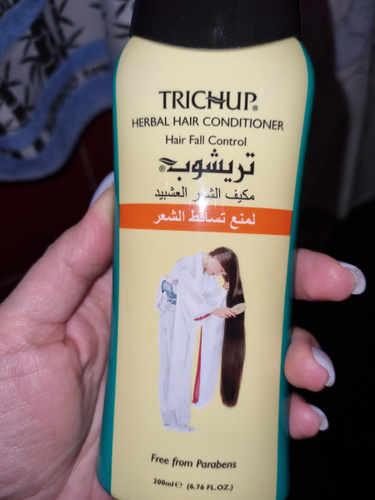 TRICHUP®
HERBAL HAIR CONDITIONER
Hair Fall Control
تريشوب®
مكيف الشعر العشبيد
لمنع تساقط الشعر
Free from Parabens
200ml ℮ (6.76 FL.OZ.)